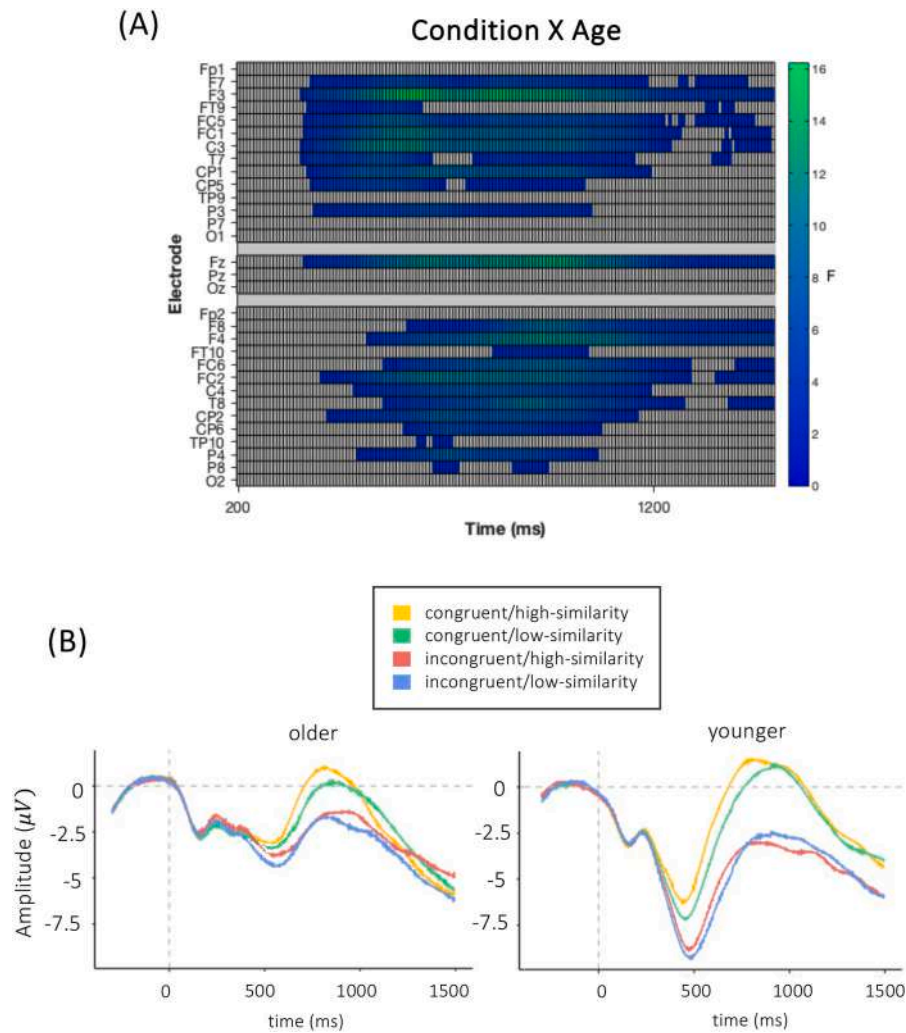 (A)
Condition X Age
Fp1
F7
F3
FT9
FC5
FC1
C3
T7
CP1
CP5
TP9
P3
P7
O1
Fz
Pz
Oz
Fp2
F8
F4
FT10
FC6
FC2
C4
T8
CP2
CP6
TP10
P4
P8
O2
Electrode
200
1200
Time (ms)
16
14
12
10
8
6
4
2
0
F
congruent/high-similarity
congruent/low-similarity
incongruent/high-similarity
incongruent/low-similarity
(B)
older
younger
Amplitude (μV)
0
-2.5
-5
-7.5
0
500
1000
1500
time (ms)
0
-2.5
-5
-7.5
0
500
1000
1500
time (ms)